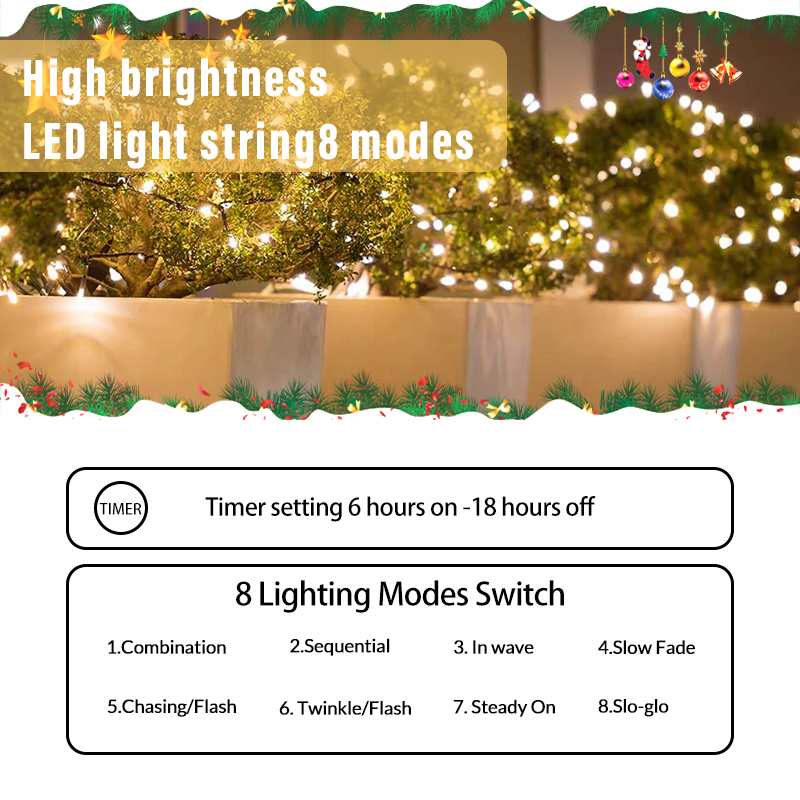 High brightness
LED light string8 modes
TIMER
Timer setting 6 hours on -18 hours off
8 Lighting Modes Switch
1.Combination 2.Sequential 3. In wave 4.Slow Fade
5.Chasing/Flash 6. Twinkle/Flash 7. Steady On 8.Slo-glo